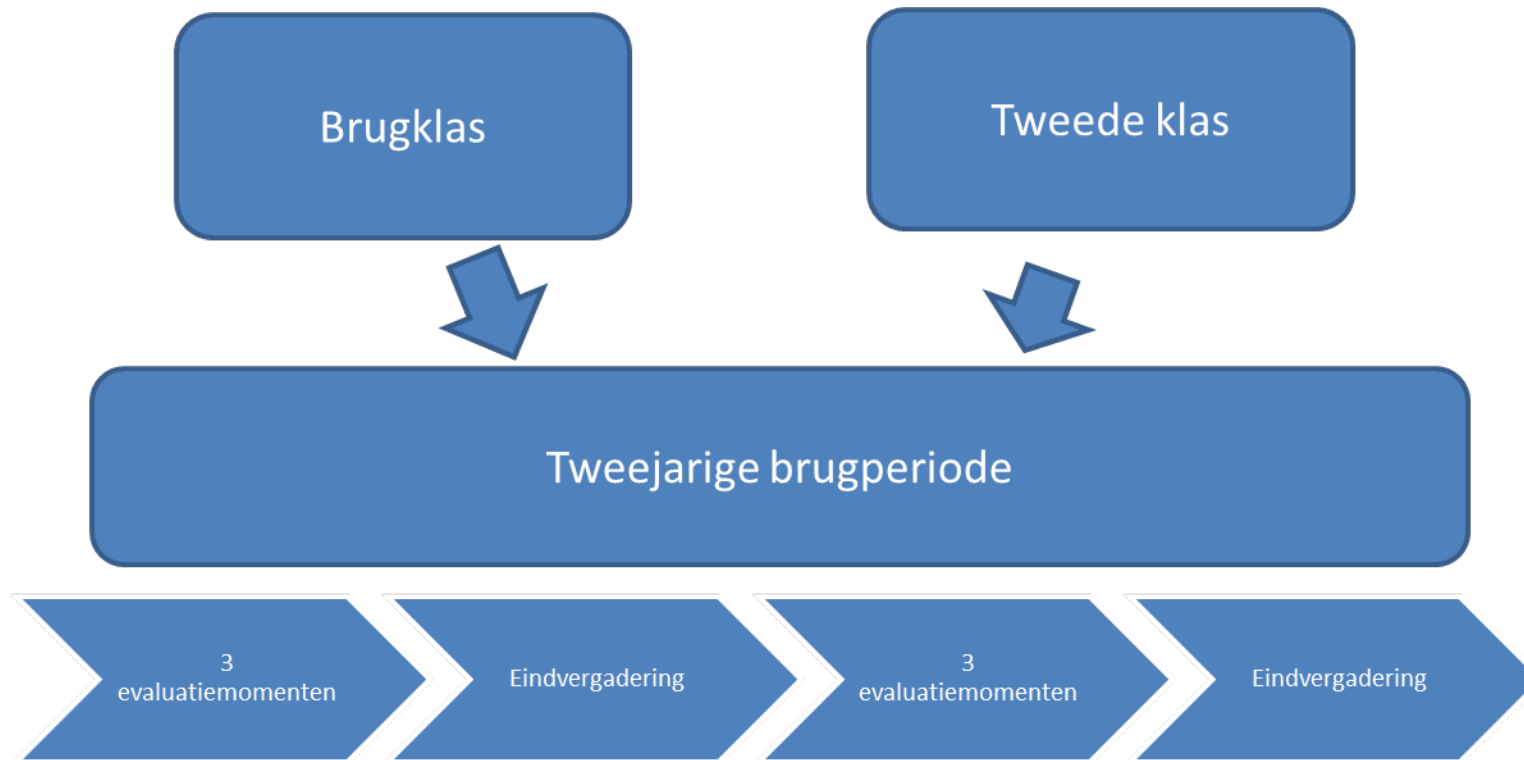 Brugklas
Tweede klas
Tweejarige brugperiode
3
evaluatiemomenten
Eindvergadering
3
evaluatiemomenten
Eindvergadering